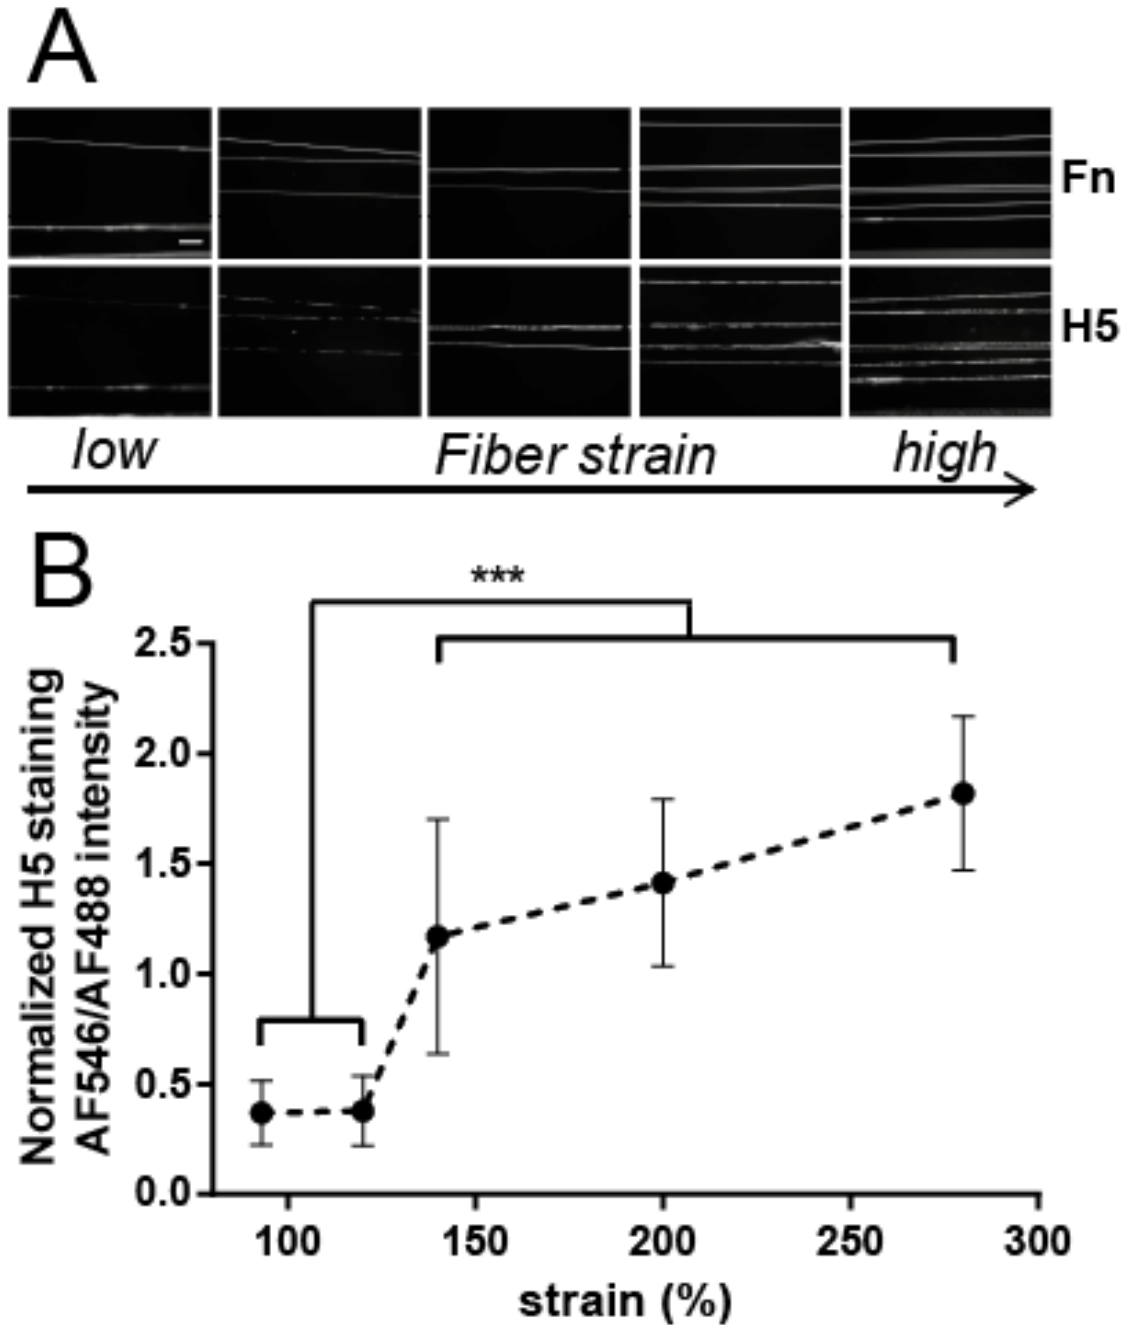 A
Fn
H5
low Fiber strain high
B
***
2.5
2.0
1.5
1.0
0.5
0.0
Normalized H5 staining
AF546/AF488 intensity
100 150 200 250 300
strain (%)